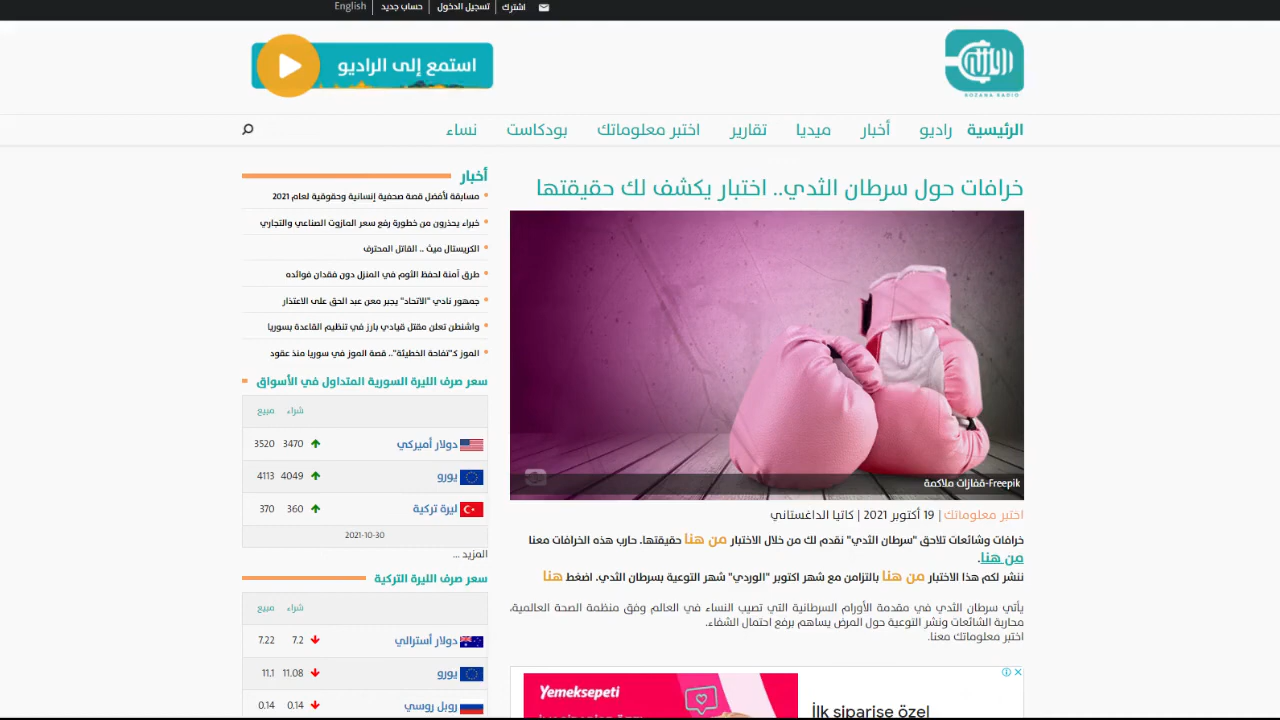 اشترك
تسجيل الدخول
حساب جديد
English
استمع إلى الراديو
ROZANA RADIO
الرئيسية راديو أخبار ميديا تقارير اختبر معلوماتك بودكاست نساء
خرافات حول سرطان الثدي.. اختبار يكشف لك حقيقتها
Freepik-قفازات ملاكمة
اختبر معلوماتك | 19 أكتوبر 2021 | كاتيا الداغستاني
خرافات وشائعات تلاحق "سرطان الثدي" نقدم لك من خلال الاختبار من هنا حقيقتها. حارب هذه الخرافات معنا
من هنا.
ننشر لكم هذا الاختبار من هنا بالتزامن مع شهر اكتوبر "الوردي" شهر التوعية بسرطان الثدي. اضغط هنا
يأتي سرطان الثدي في مقدمة الأورام السرطانية التي تصيب النساء في العالم وفق منظمة الصحة العالمية،
محاربة الشائعات ونشر التوعية حول المرض يساهم برفع احتمال الشفاء.
اختبر معلوماتك معنا.
Yemeksepeti
İlk siparişe özel
أخبار
مسابقة لأفضل قصة صحفية إنسانية وحقوقية لعام 2021
خبراء يحذرون من خطورة رفع سعر المازوت الصناعي والتجاري
الكريستال ميث .. القاتل المحترف
طرق آمنة لحفظ الثوم في المنزل دون فقدان فوائده
جمهور نادي "الاتحاد" يجبر معن عبد الحق على الاعتذار
واشنطن تعلن مقتل قيادي بارز في تنظيم القاعدة بسوريا
الموز كـ"تفاحة الخطيئة".. قصة الموز في سوريا منذ عقود
سعر صرف الليرة السورية المتداول في الأسواق
شراء مبيع
دولار أميركي 3470 3520
يورو 4049 4113
ليرة تركية 360 370
2021-10-30
المزيد ...
سعر صرف الليرة التركية
شراء مبيع
دولار أسترالي 7.2 7.22
يورو 11.08 11.1
روبل روسي 0.14 0.14